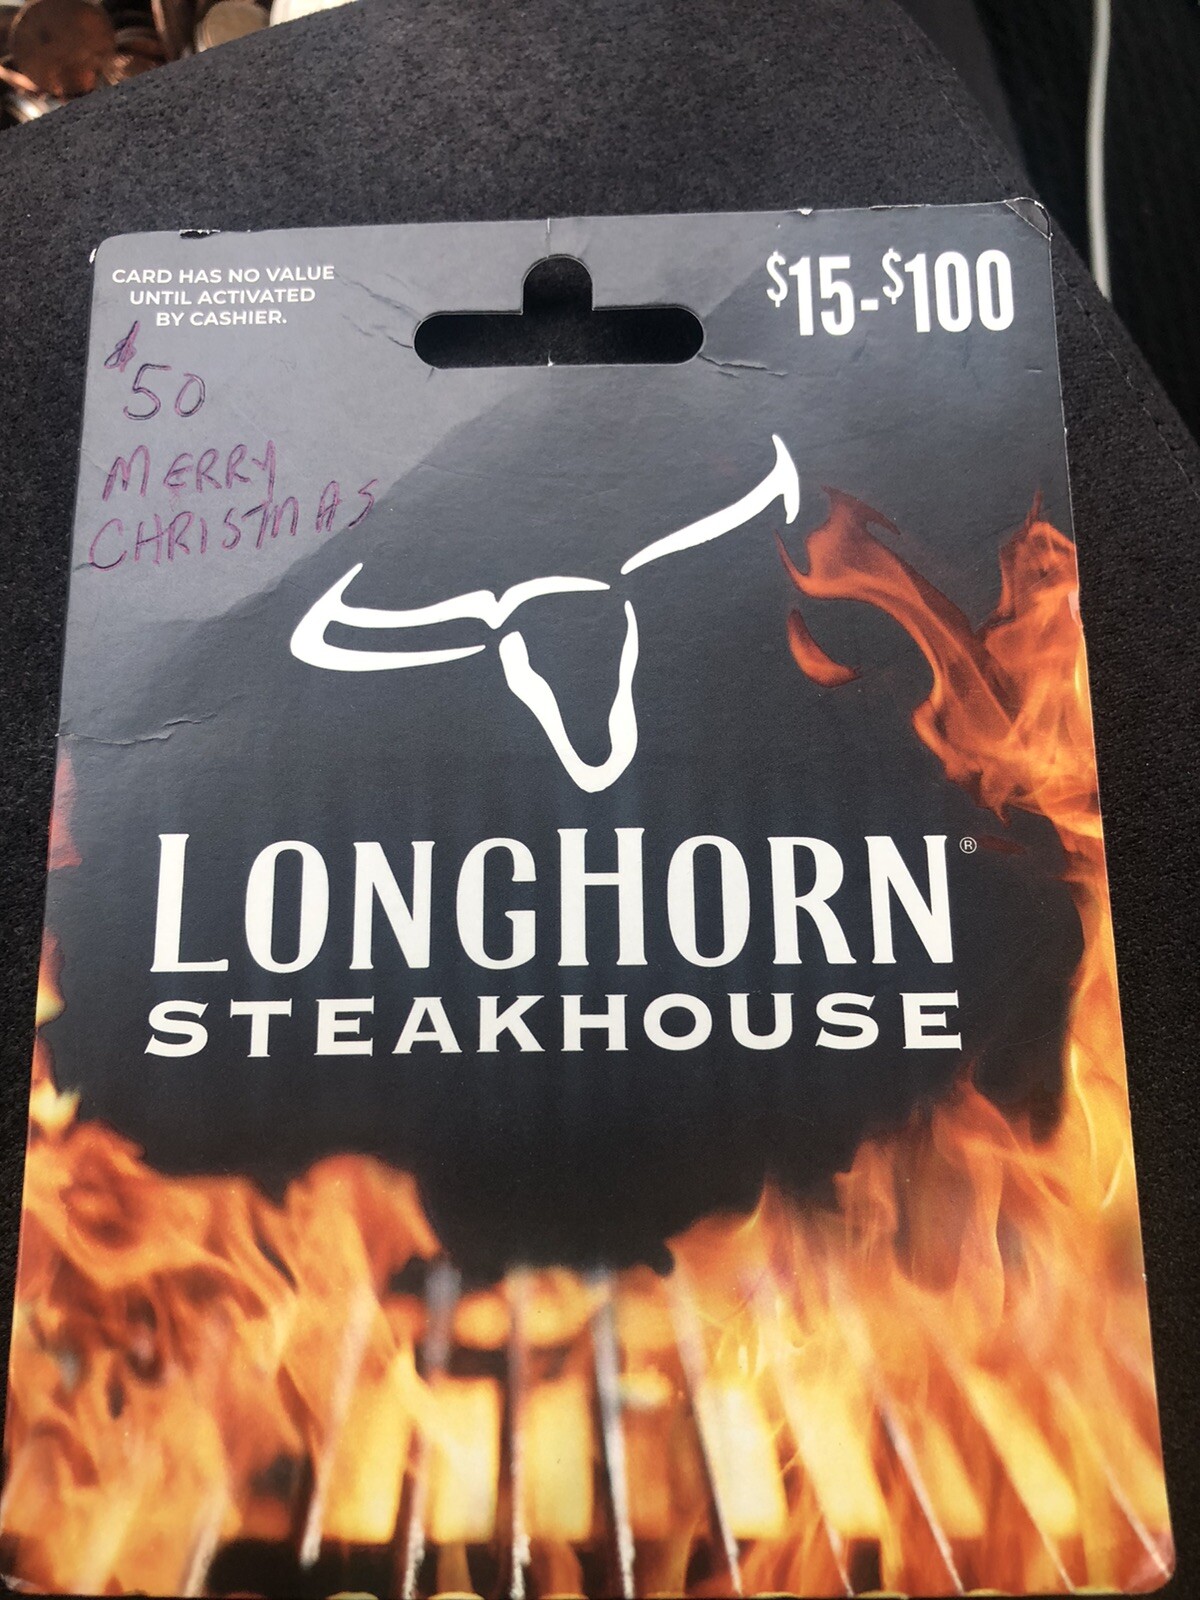 CARD HAS NO VALUE
UNTIL ACTIVATED
BY CASHIER.
$15-$100
$50
MERRY
CHRISTMAS
LONGHORN®
STEAKHOUSE